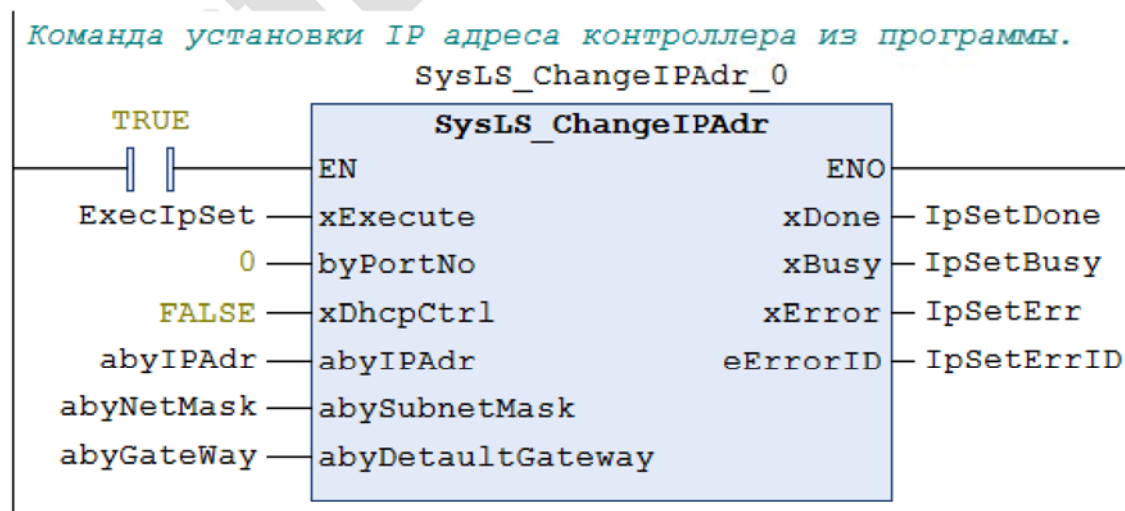 Команда установки IP адреса контроллера из программы.
SysLS_ChangeIPAdr_0
TRUE
SysLS_ChangeIPAdr
EN ENO
ExecIpSet xExecute xDone IpSetDone
0 byPortNo xBusy IpSetBusy
FALSE xDhcpCtrl xError IpSetErr
abyIPAdr abyIPAdr eErrorID IpSetErrID
abyNetMask abySubnetMask
abyGateWay abyDetaultGateway